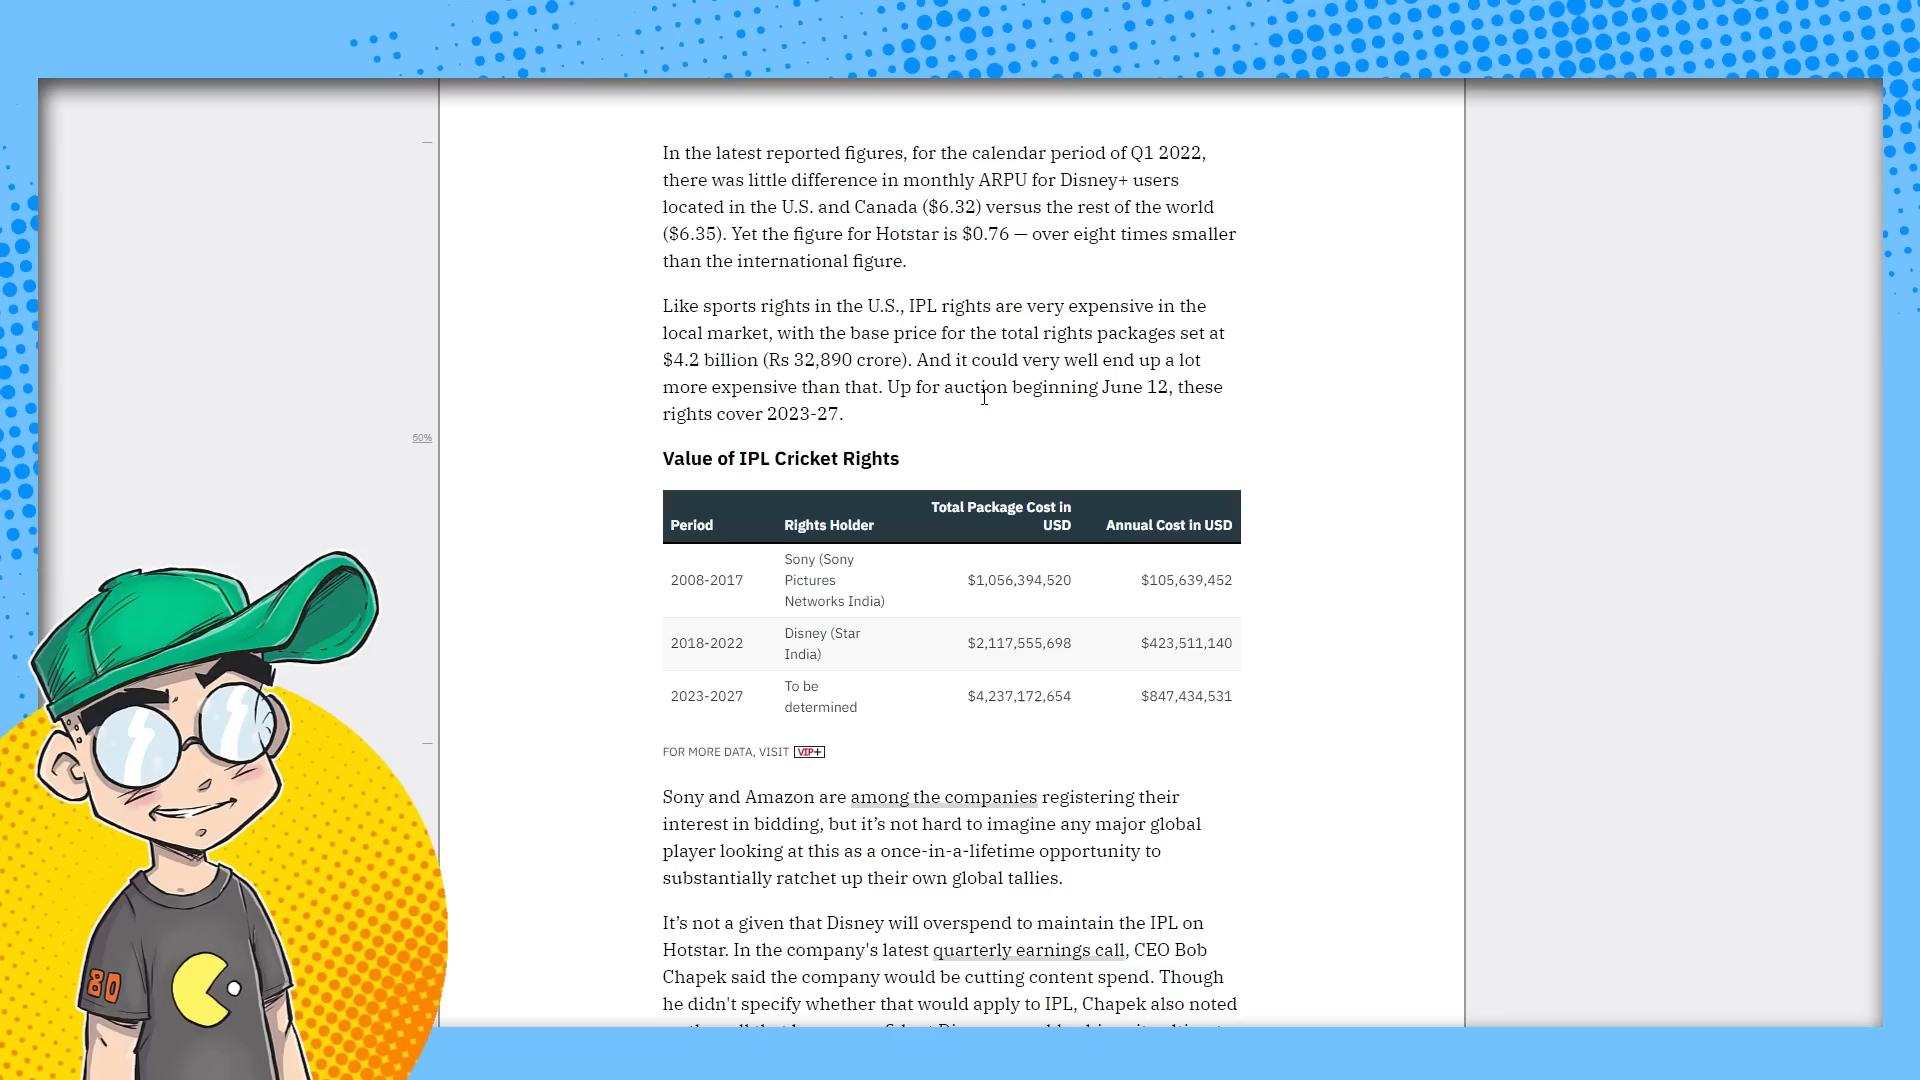 In the latest reported figures, for the calendar period of Q1 2022,
there was little difference in monthly ARPU for Disney+ users
located in the U.S. and Canada ($6.32) versus the rest of the world
($6.35). Yet the figure for Hotstar is $0.76 — over eight times smaller
than the international figure.
Like sports rights in the U.S., IPL rights are very expensive in the
local market, with the base price for the total rights packages set at
$4.2 billion (Rs 32,890 crore). And it could very well end up a lot
more expensive than that. Up for auction beginning June 12, these
rights cover 2023-27.
50%
Value of IPL Cricket Rights
Period Rights Holder Total Package Cost in USD Annual Cost in USD
2008-2017 Sony (Sony Pictures Networks India) $1,056,394,520 $105,639,452
2018-2022 Disney (Star India) $2,117,555,698 $423,511,140
2023-2027 To be determined $4,237,172,654 $847,434,531
FOR MORE DATA, VISIT VIP+
Sony and Amazon are among the companies registering their
interest in bidding, but it’s not hard to imagine any major global
player looking at this as a once-in-a-lifetime opportunity to
substantially ratchet up their own global tallies.
It’s not a given that Disney will overspend to maintain the IPL on
Hotstar. In the company's latest quarterly earnings call, CEO Bob
Chapek said the company would be cutting content spend. Though
he didn't specify whether that would apply to IPL, Chapek also noted
80